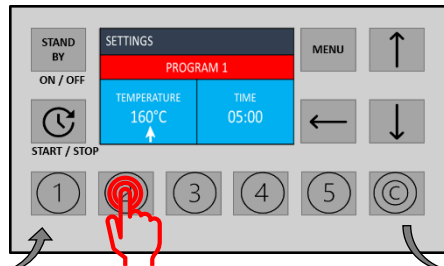 STAND
BY
ON / OFF
SETTINGS
PROGRAM 1
TEMPERATURE
160°C
TIME
05:00
MENU
START / STOP
1
3
4
5
C